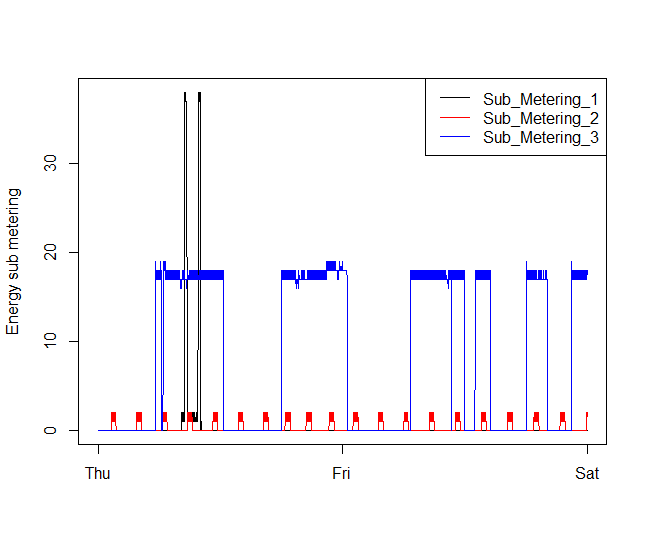 Sub_Metering_1
Sub_Metering_2
Sub_Metering_3
Energy sub metering
30
20
10
0
Thu
Fri
Sat